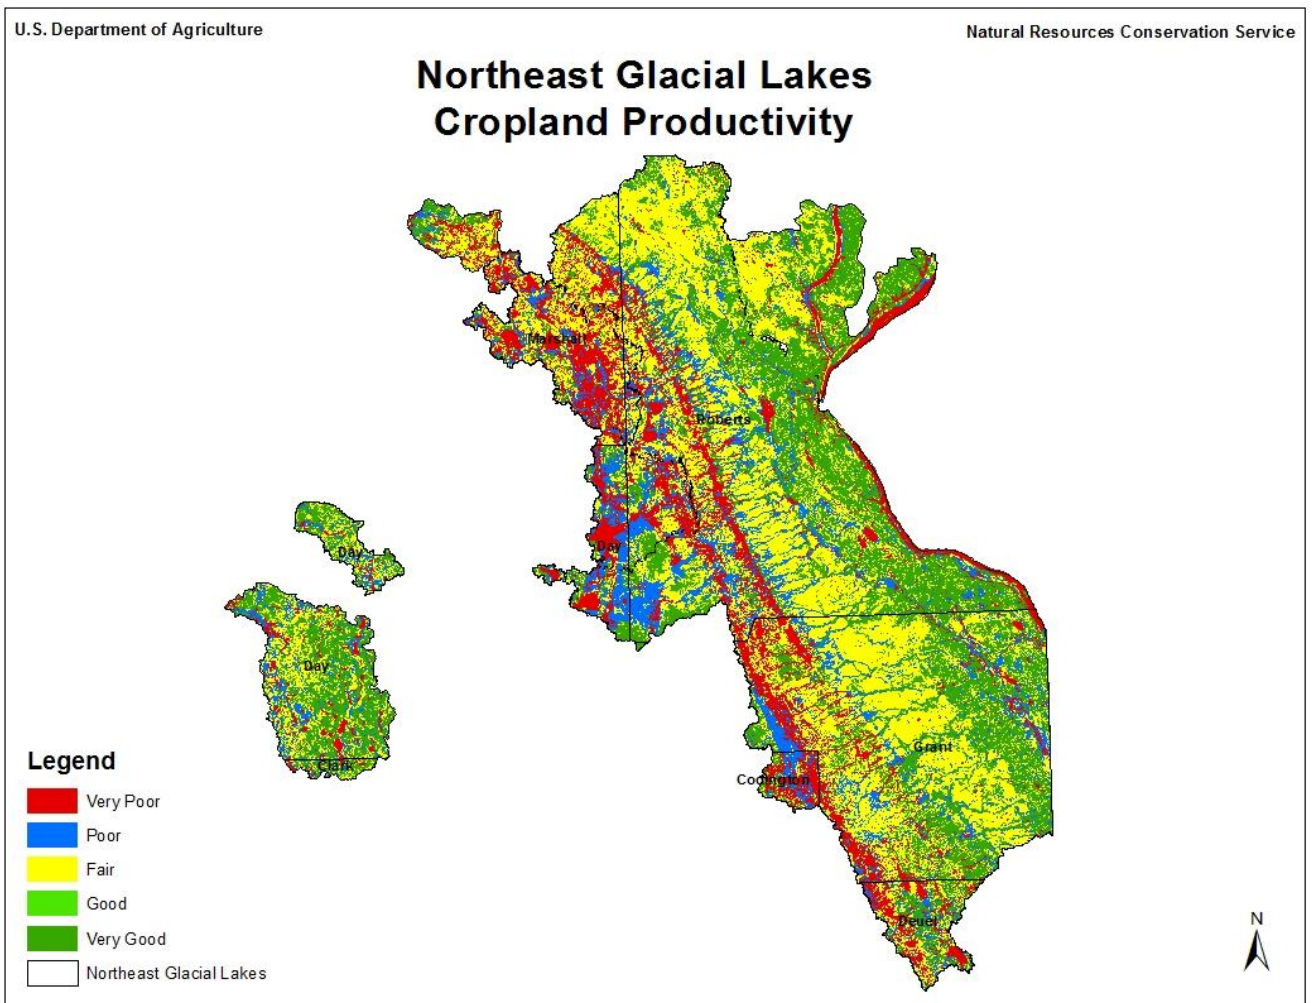 U.S. Department of Agriculture
Natural Resources Conservation Service
Northeast Glacial Lakes
Cropland Productivity
Marshall
Roberts
Day
Day
Day
Grant
Clark
Codington
Deuel
Legend
Very Poor
Poor
Fair
Good
Very Good
Northeast Glacial Lakes
N